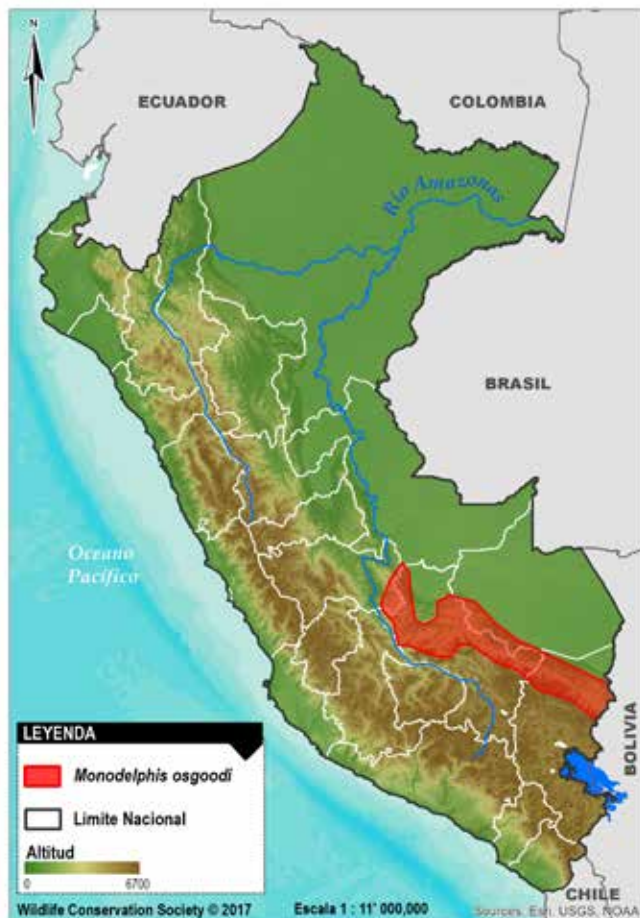 N
ECUADOR
COLOMBIA
Río Amazonas
BRASIL
Oceano
Pacífico
BOLIVIA
LEYENDA
Monodelphis osgoodi
Limite Nacional
Altitud
0 6700
CHILE
Wildlife Conservation Society © 2017 Escala 1 : 11' 000,000 Sources: Esri, USGS, NOAA